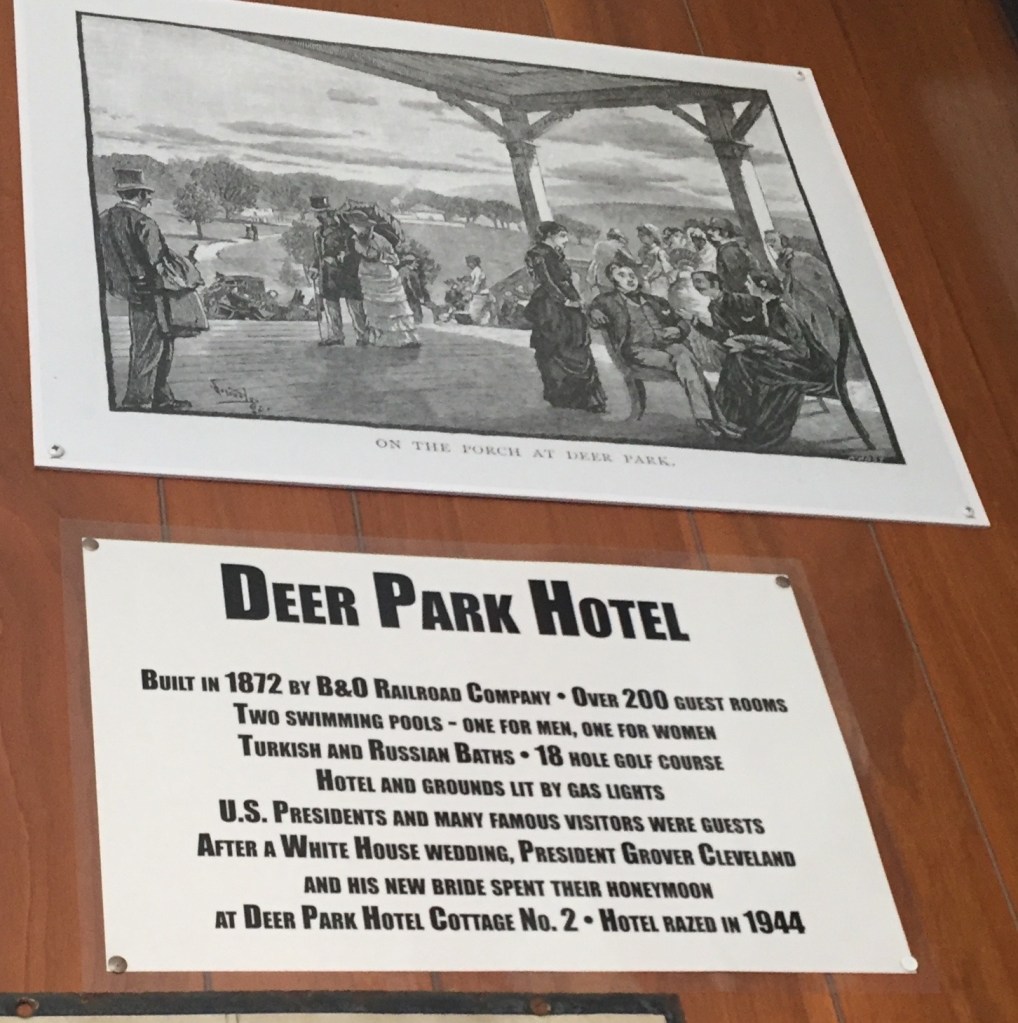 ON THE PORCH AT DEER PARK.
DEER PARK HOTEL
BUILT IN 1872 BY B&O RAILROAD COMPANY • OVER 200 GUEST ROOMS
TWO SWIMMING POOLS - ONE FOR MEN, ONE FOR WOMEN
TURKISH AND RUSSIAN BATHS • 18 HOLE GOLF COURSE
HOTEL AND GROUNDS LIT BY GAS LIGHTS
U.S. PRESIDENTS AND MANY FAMOUS VISITORS WERE GUESTS
AFTER A WHITE HOUSE WEDDING, PRESIDENT GROVER CLEVELAND
AND HIS NEW BRIDE SPENT THEIR HONEYMOON
AT DEER PARK HOTEL COTTAGE NO. 2 • HOTEL RAZED IN 1944